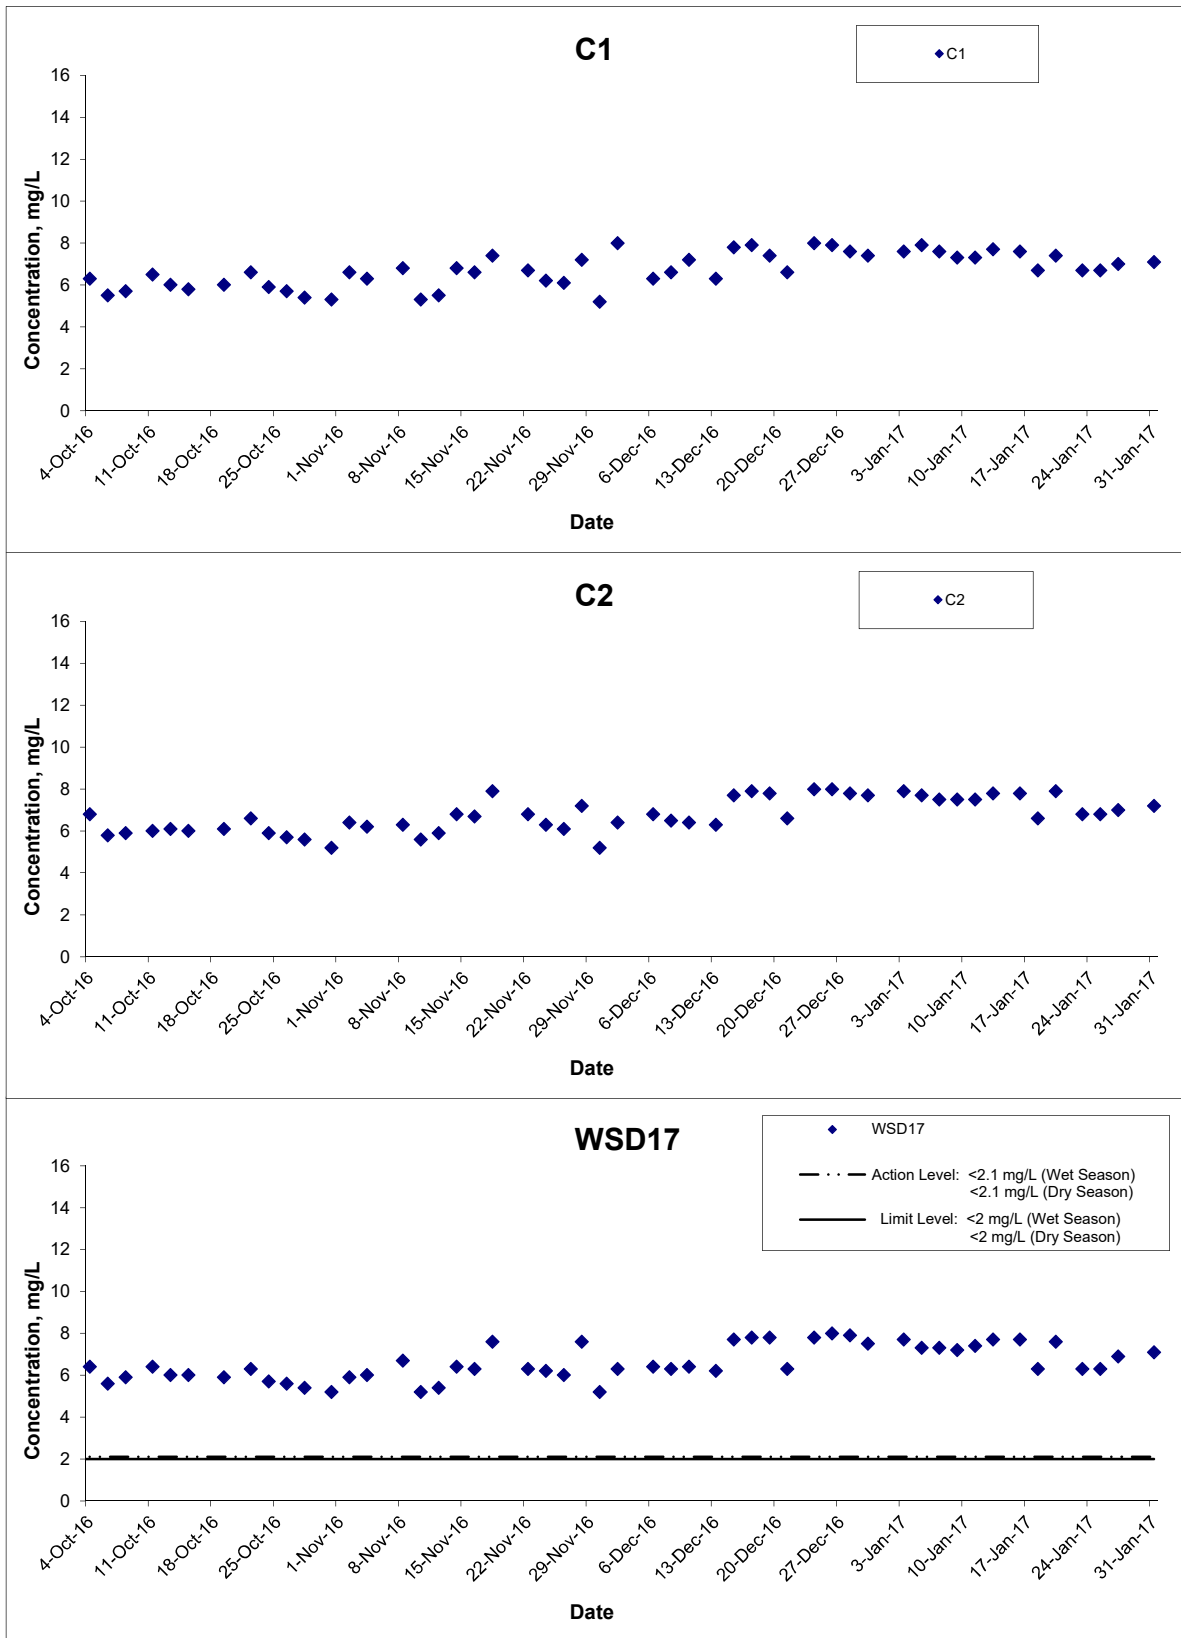 C1
C1
16
14
12
10
8
6
4
2
0
Concentration, mg/L
4-Oct-16
11-Oct-16
18-Oct-16
25-Oct-16
1-Nov-16
8-Nov-16
15-Nov-16
22-Nov-16
29-Nov-16
6-Dec-16
13-Dec-16
20-Dec-16
27-Dec-16
3-Jan-17
10-Jan-17
17-Jan-17
24-Jan-17
31-Jan-17
Date
C2
C2
16
14
12
10
8
6
4
2
0
Concentration, mg/L
4-Oct-16
11-Oct-16
18-Oct-16
25-Oct-16
1-Nov-16
8-Nov-16
15-Nov-16
22-Nov-16
29-Nov-16
6-Dec-16
13-Dec-16
20-Dec-16
27-Dec-16
3-Jan-17
10-Jan-17
17-Jan-17
24-Jan-17
31-Jan-17
Date
WSD17
WSD17
Action Level: <2.1 mg/L (Wet Season)
<2.1 mg/L (Dry Season)
Limit Level: <2 mg/L (Wet Season)
<2 mg/L (Dry Season)
16
14
12
10
8
6
4
2
0
Concentration, mg/L
4-Oct-16
11-Oct-16
18-Oct-16
25-Oct-16
1-Nov-16
8-Nov-16
15-Nov-16
22-Nov-16
29-Nov-16
6-Dec-16
13-Dec-16
20-Dec-16
27-Dec-16
3-Jan-17
10-Jan-17
17-Jan-17
24-Jan-17
31-Jan-17
Date